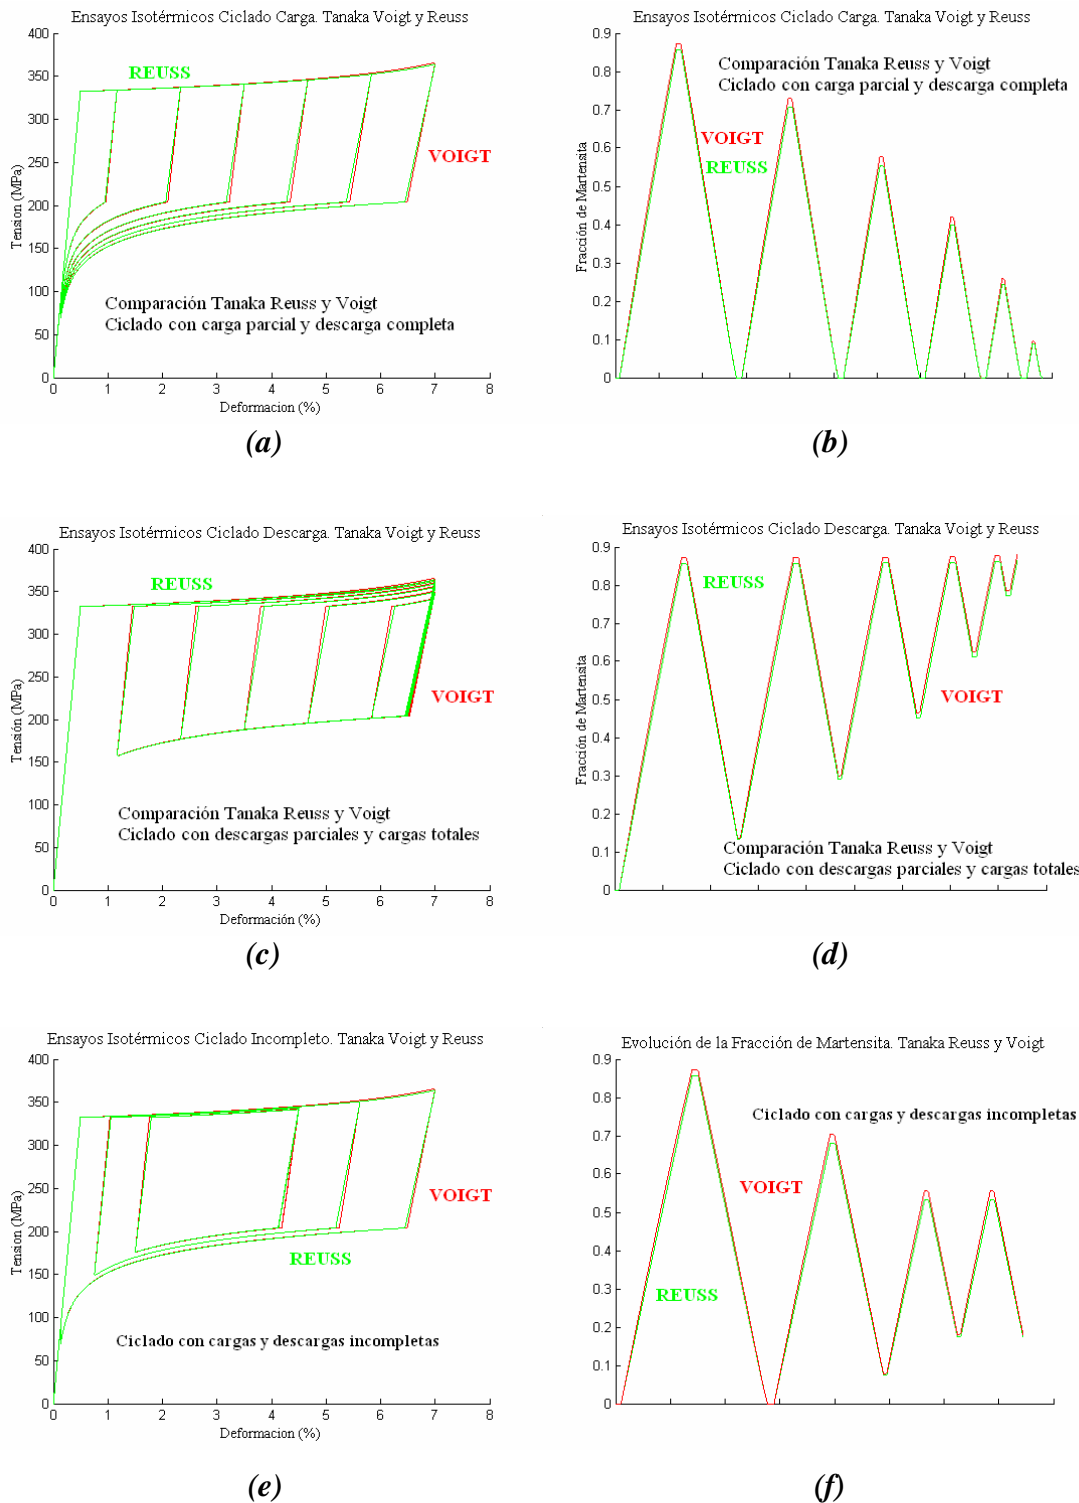 Ensayos Isotérmicos Ciclado Carga. Tanaka Voigt y Reuss
400
350
300
250
200
150
100
50
0
Tension (MPa)
REUSS
VOIGT
Comparación Tanaka Reuss y Voigt
Ciclado con carga parcial y descarga completa
0 1 2 3 4 5 6 7 8
Deformacion (%)
(a)
Ensayos Isotérmicos Ciclado Carga. Tanaka Voigt y Reuss
0.9
0.8
0.7
0.6
0.5
0.4
0.3
0.2
0.1
0
Fracción de Martensita
Comparación Tanaka Reuss y Voigt
Ciclado con carga parcial y descarga completa
VOIGT
REUSS
(b)
Ensayos Isotérmicos Ciclado Descarga. Tanaka Voigt y Reuss
400
350
300
250
200
150
100
50
0
Tensión (MPa)
REUSS
VOIGT
Comparación Tanaka Reuss y Voigt
Ciclado con descargas parciales y cargas totales
0 1 2 3 4 5 6 7 8
Deformación (%)
(c)
Ensayos Isotérmicos Ciclado Descarga. Tanaka Voigt y Reuss
0.9
0.8
0.7
0.6
0.5
0.4
0.3
0.2
0.1
0
Fracción de Martensita
REUSS
VOIGT
Comparación Tanaka Reuss y Voigt
Ciclado con descargas parciales y cargas totales
(d)
Ensayos Isotérmicos Ciclado Incompleto. Tanaka Voigt y Reuss
400
350
300
250
200
150
100
50
0
Tension (MPa)
VOIGT
REUSS
Ciclado con cargas y descargas incompletas
0 1 2 3 4 5 6 7 8
Deformacion (%)
(e)
Evolución de la Fracción de Martensita. Tanaka Reuss y Voigt
0.9
0.8
0.7
0.6
0.5
0.4
0.3
0.2
0.1
0
Fracción de Martensita
Ciclado con cargas y descargas incompletas
VOIGT
REUSS
(f)